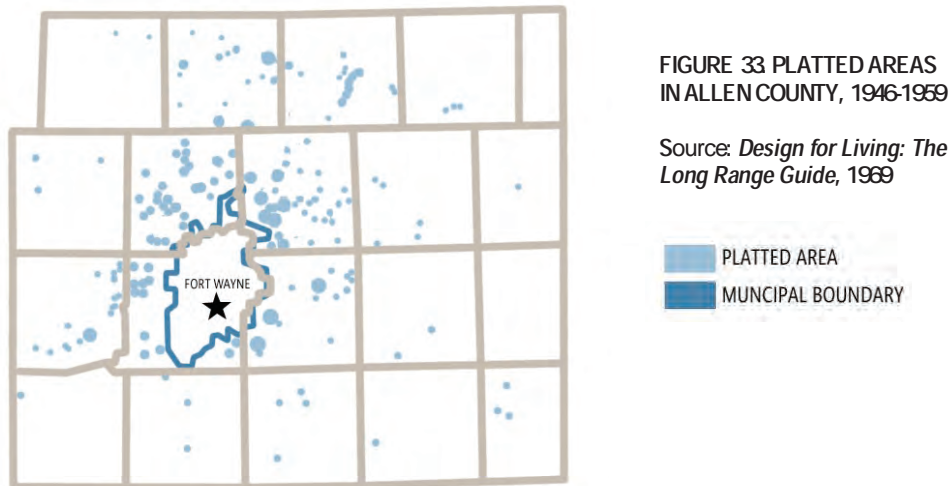 FIGURE 33. PLATTED AREAS
IN ALLEN COUNTY, 1946-1959
Source: Design for Living: The
Long Range Guide, 1969
PLATTED AREA
MUNCIPAL BOUNDARY
FORT WAYNE